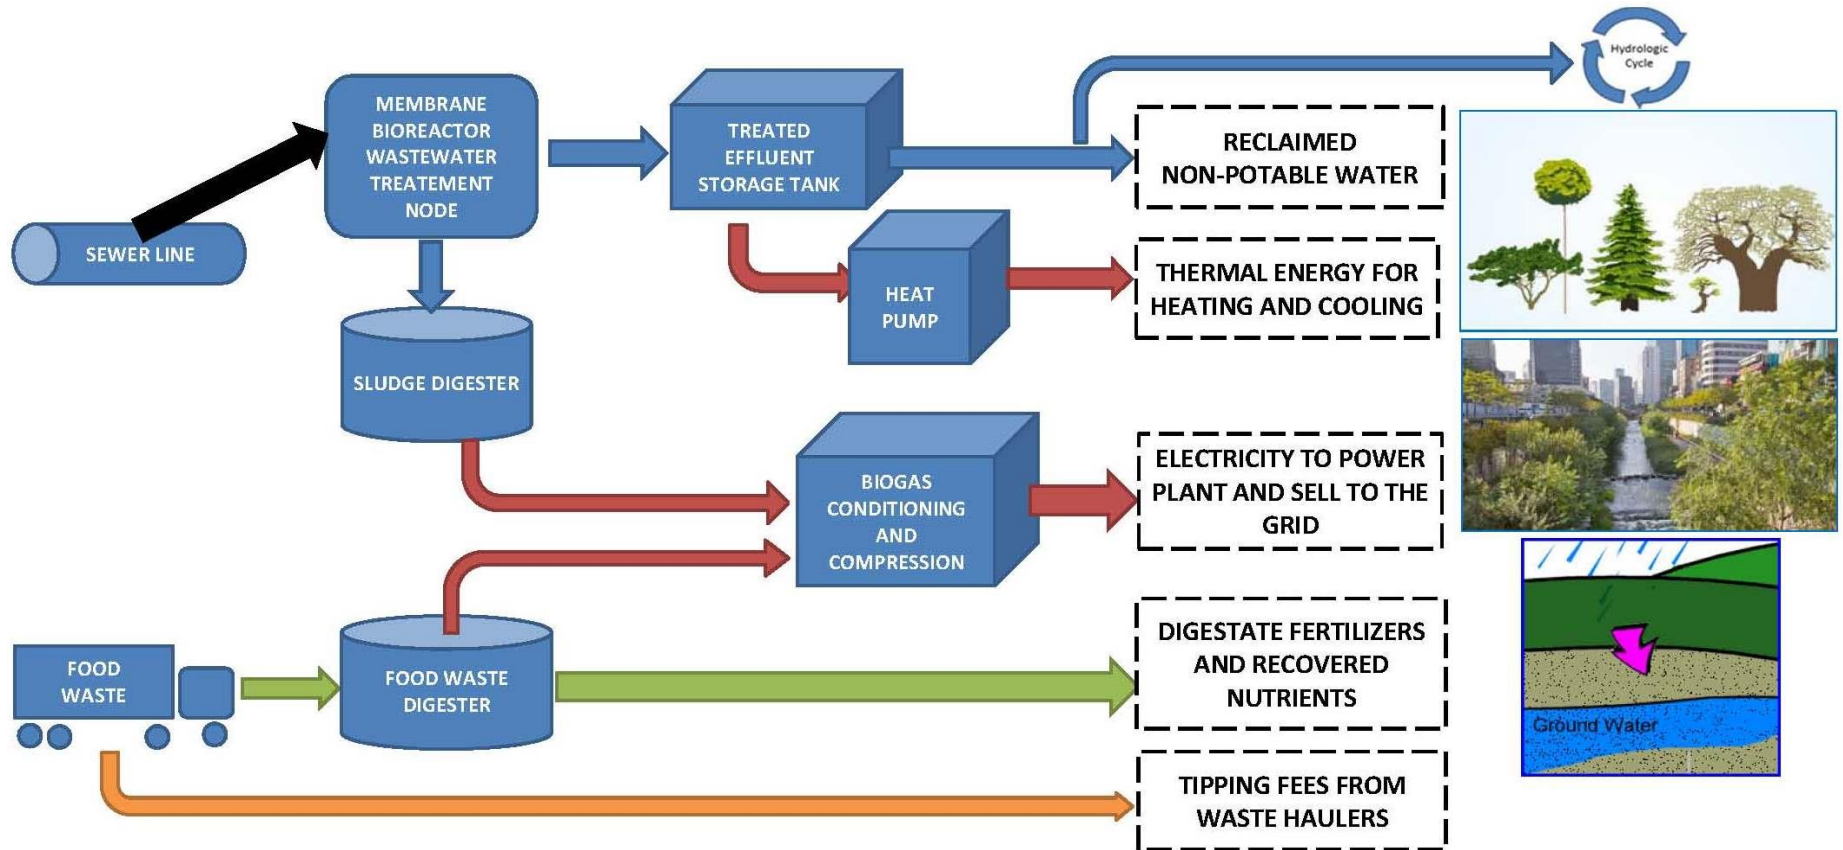 Hydrologic
Cycle
MEMBRANE
BIOREACTOR
WASTEWATER
TREATEMENT
NODE
TREATED
EFFLUENT
STORAGE TANK
RECLAIMED
NON-POTABLE WATER
SEWER LINE
HEAT
PUMP
THERMAL ENERGY FOR
HEATING AND COOLING
SLUDGE DIGESTER
BIOGAS
CONDITIONING
AND
COMPRESSION
ELECTRICITY TO POWER
PLANT AND SELL TO THE
GRID
FOOD
WASTE
FOOD WASTE
DIGESTER
DIGESTATE FERTILIZERS
AND RECOVERED
NUTRIENTS
Ground Water
TIPPING FEES FROM
WASTE HAULERS